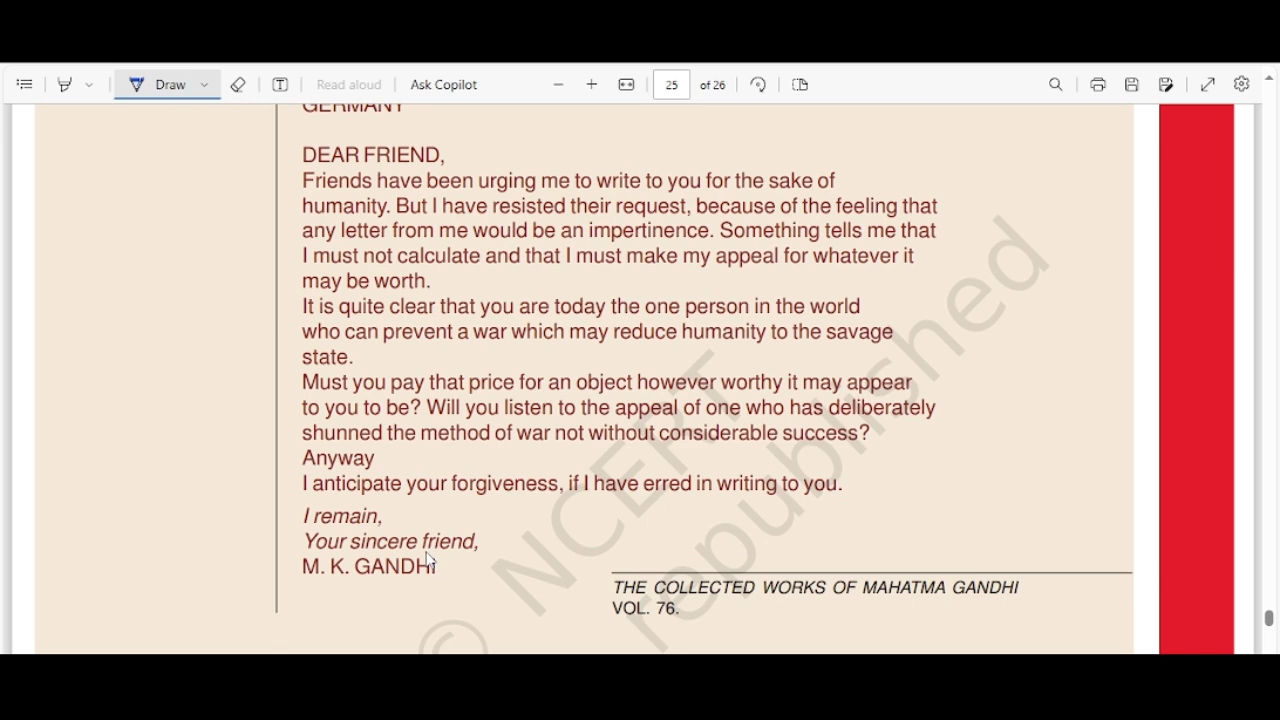 Draw
Read aloud
Ask Copilot
25 of 26
GERMANY
DEAR FRIEND,
Friends have been urging me to write to you for the sake of
humanity. But I have resisted their request, because of the feeling that
any letter from me would be an impertinence. Something tells me that
I must not calculate and that I must make my appeal for whatever it
may be worth.
It is quite clear that you are today the one person in the world
who can prevent a war which may reduce humanity to the savage
state.
Must you pay that price for an object however worthy it may appear
to you to be? Will you listen to the appeal of one who has deliberately
shunned the method of war not without considerable success?
Anyway
I anticipate your forgiveness, if I have erred in writing to you.
I remain,
Your sincere friend,
M. K. GANDHI
THE COLLECTED WORKS OF MAHATMA GANDHI
VOL. 76.
© NCERT
republished